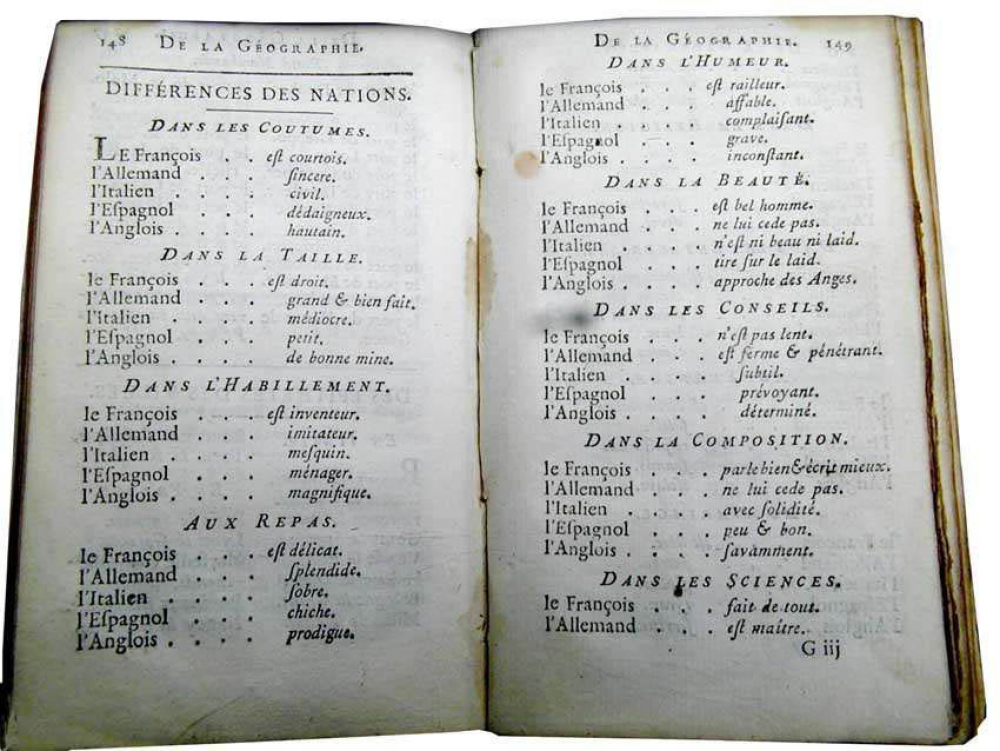 148 DE LA GÉOGRAPHIE.
DIFFÉRENCES DES NATIONS.
DANS LES COUTUMES.
LE François . . . eſt courtois.
l'Allemand . . . ſincere.
l'Italien . . . . civil.
l'Eſpagnol . . . dédaigneux.
l'Anglois . . . . hautain.
DANS LA TAILLE.
le François . . . eſt droit.
l'Allemand . . . grand & bien fait.
l'Italien . . . . médiocre.
l'Eſpagnol . . . petit.
l'Anglois . . . . de bonne mine.
DANS L'HABILLEMENT.
le François . . . eſt inventeur.
l'Allemand . . . imitateur.
l'Italien . . . . meſquin.
l'Eſpagnol . . . ménager.
l'Anglois . . . . magnifique.
AUX REPAS.
le François . . . eſt délicat.
l'Allemand . . . ſplendide.
l'Italien . . . . ſobre.
l'Eſpagnol . . . chiche.
l'Anglois . . . . prodigue.
DE LA GÉOGRAPHIE. 149
DANS L'HUMEUR.
le François . . . eſt railleur.
l'Allemand . . . affable.
l'Italien . . . . complaiſant.
l'Eſpagnol . . . grave.
l'Anglois . . . . inconſtant.
DANS LA BEAUTÉ.
le François . . . eſt bel homme.
l'Allemand . . . ne lui cede pas.
l'Italien . . . . n'eſt ni beau ni laid.
l'Eſpagnol . . . tire ſur le laid.
l'Anglois . . . . approche des Anges.
DANS LES CONSEILS.
le François . . . n'eſt pas lent.
l'Allemand . . . eſt ferme & pénétrant.
l'Italien . . . . ſubtil.
l'Eſpagnol . . . prévoyant.
l'Anglois . . . . déterminé.
DANS LA COMPOSITION.
le François . . . parle bien & écrit mieux.
l'Allemand . . . ne lui cede pas.
l'Italien . . . . avec ſolidité.
l'Eſpagnol . . . peu & bon.
l'Anglois . . . . ſavamment.
DANS LES SCIENCES.
le François . . . fait de tout.
l'Allemand . . . eſt maître.
G iij